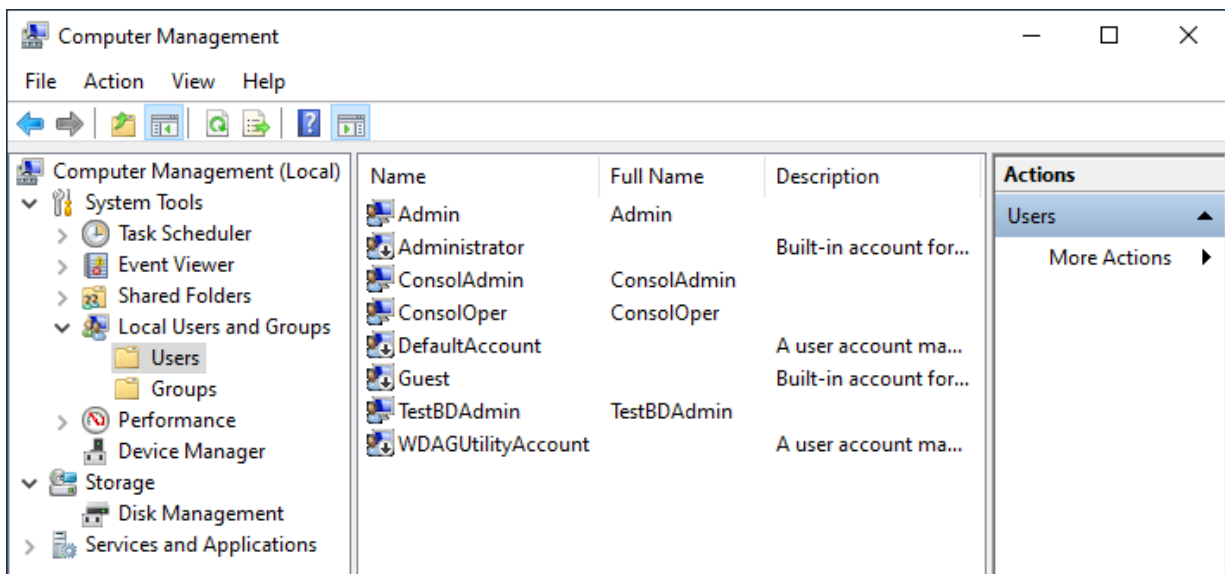 Computer Management
File Action View Help
Computer Management (Local)
System Tools
Task Scheduler
Event Viewer
Shared Folders
Local Users and Groups
Users
Groups
Performance
Device Manager
Storage
Disk Management
Services and Applications
Name Full Name Description
Admin Admin
Administrator Built-in account for...
ConsolAdmin ConsolAdmin
ConsolOper ConsolOper
DefaultAccount A user account ma...
Guest Built-in account for...
TestBDAdmin TestBDAdmin
WDAGUtilityAccount A user account ma...
Actions
Users
More Actions